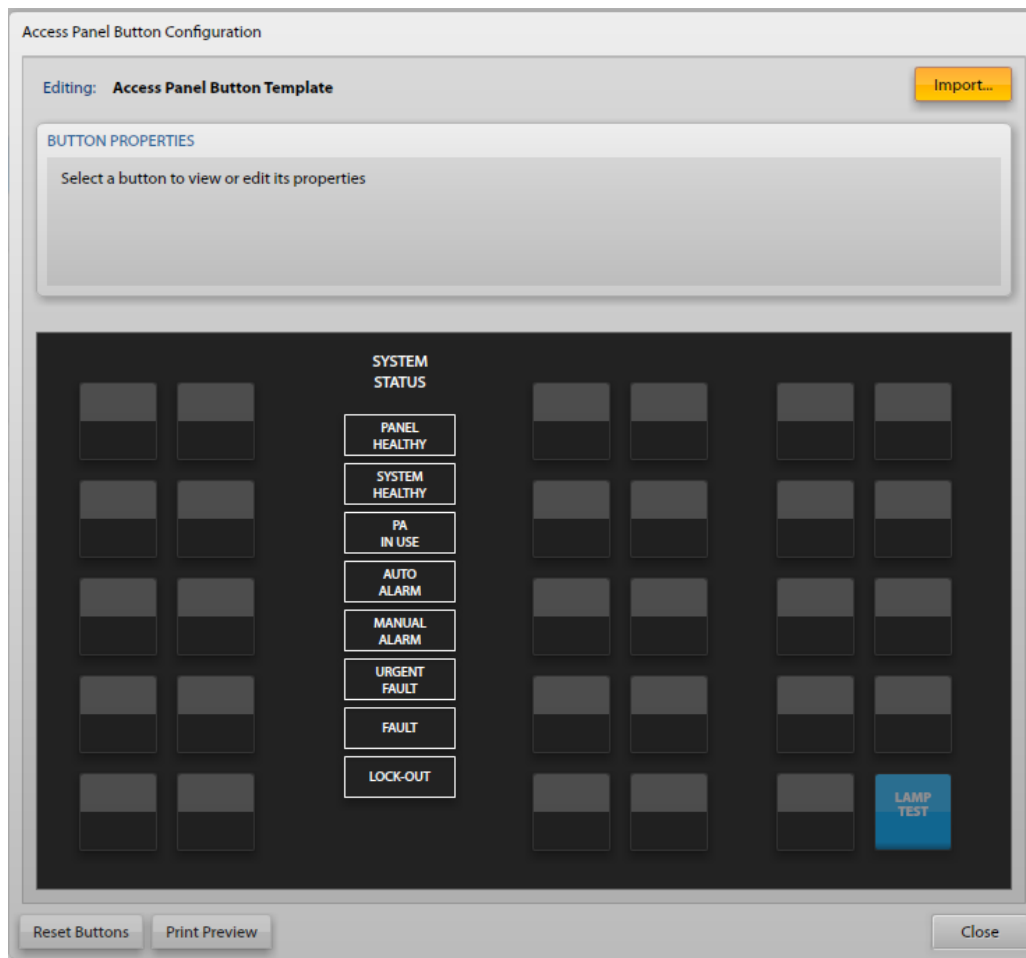 Access Panel Button Configuration
Editing: Access Panel Button Template
Import...
BUTTON PROPERTIES
Select a button to view or edit its properties
SYSTEM
STATUS
PANEL
HEALTHY
SYSTEM
HEALTHY
PA
IN USE
AUTO
ALARM
MANUAL
ALARM
URGENT
FAULT
FAULT
LOCK-OUT
LAMP
TEST
Reset Buttons
Print Preview
Close